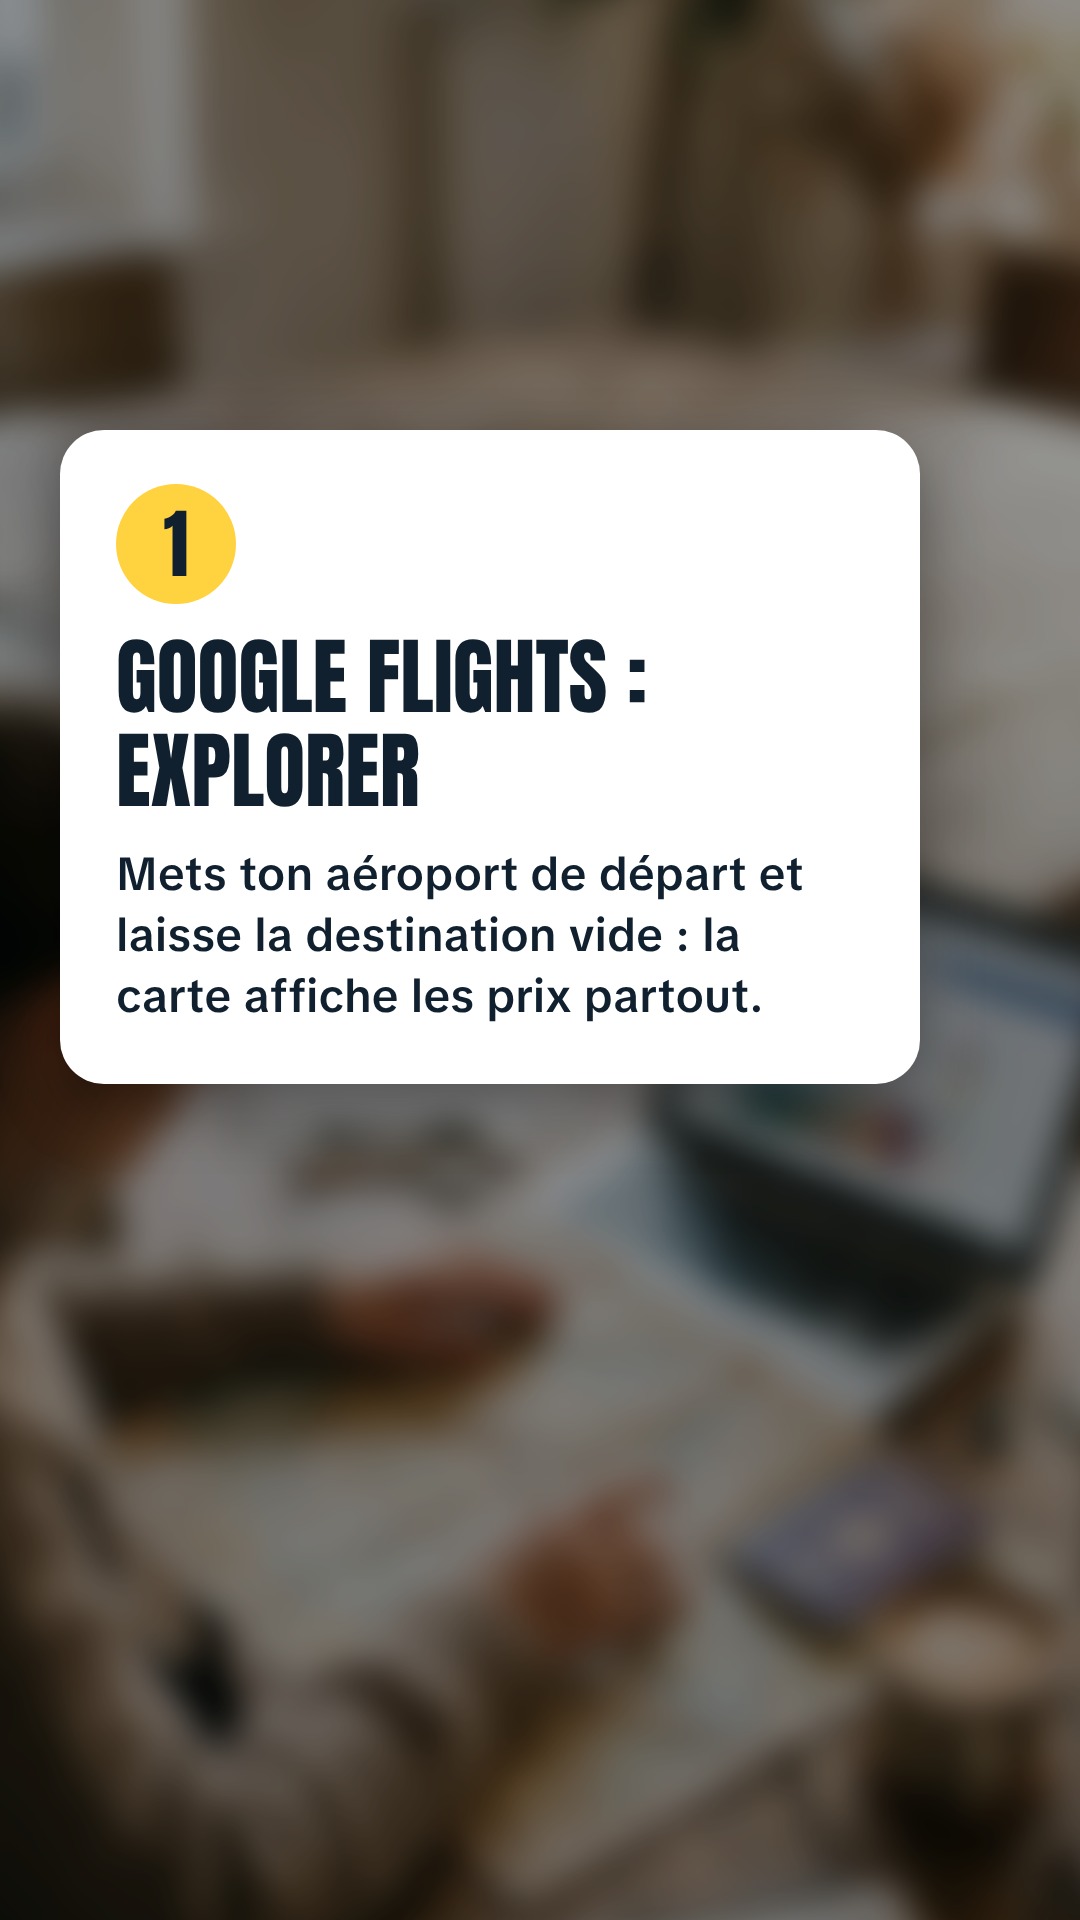 1
GOOGLE FLIGHTS :
EXPLORER
Mets ton aéroport de départ et
laisse la destination vide : la
carte affiche les prix partout.